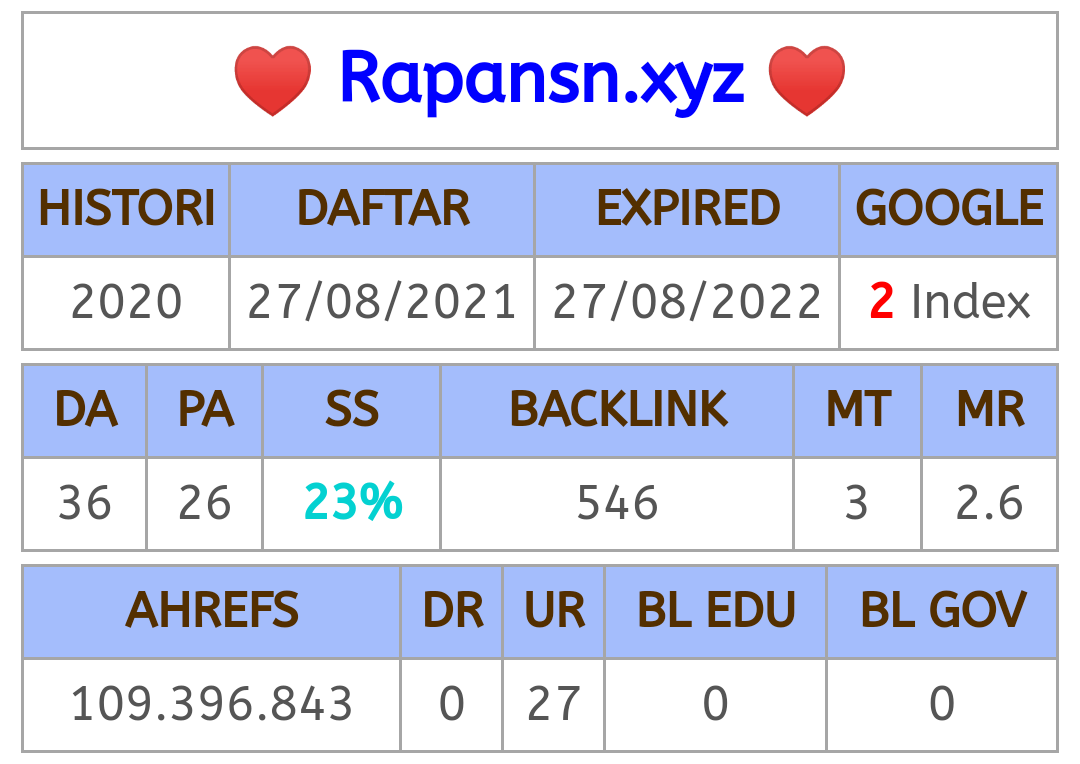 Rapansn.xyz
HISTORI DAFTAR EXPIRED GOOGLE
2020 27/08/2021 27/08/2022 2 Index
DA PA SS BACKLINK MT MR
36 26 23% 546 3 2.6
AHREFS DR UR BL EDU BL GOV
109.396.843 0 27 0 0